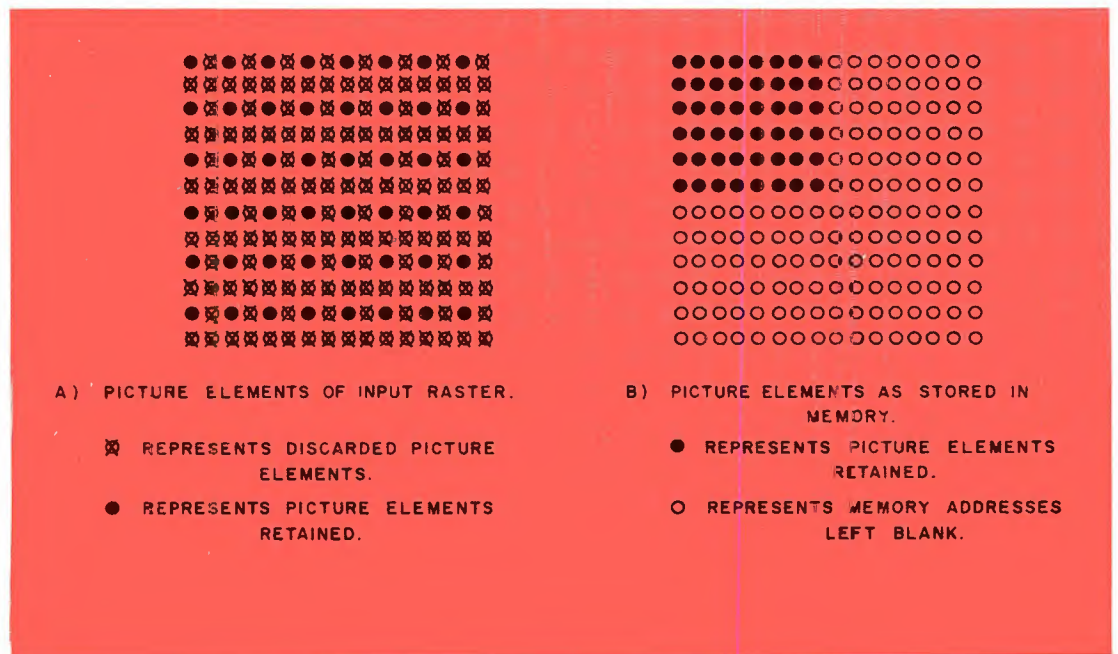 A) PICTURE ELEMENTS OF INPUT RASTER.
REPRESENTS DISCARDED PICTURE
ELEMENTS.
REPRESENTS PICTURE ELEMENTS
RETAINED.
B) PICTURE ELEMENTS AS STORED IN
MEMORY.
REPRESENTS PICTURE ELEMENTS
RETAINED.
REPRESENTS MEMORY ADDRESSES
LEFT BLANK.